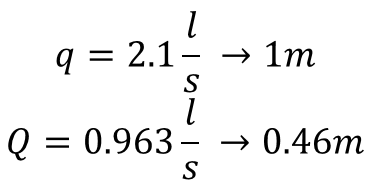 q = 2.1 l/s → 1m
Q = 0.963 l/s → 0.46m